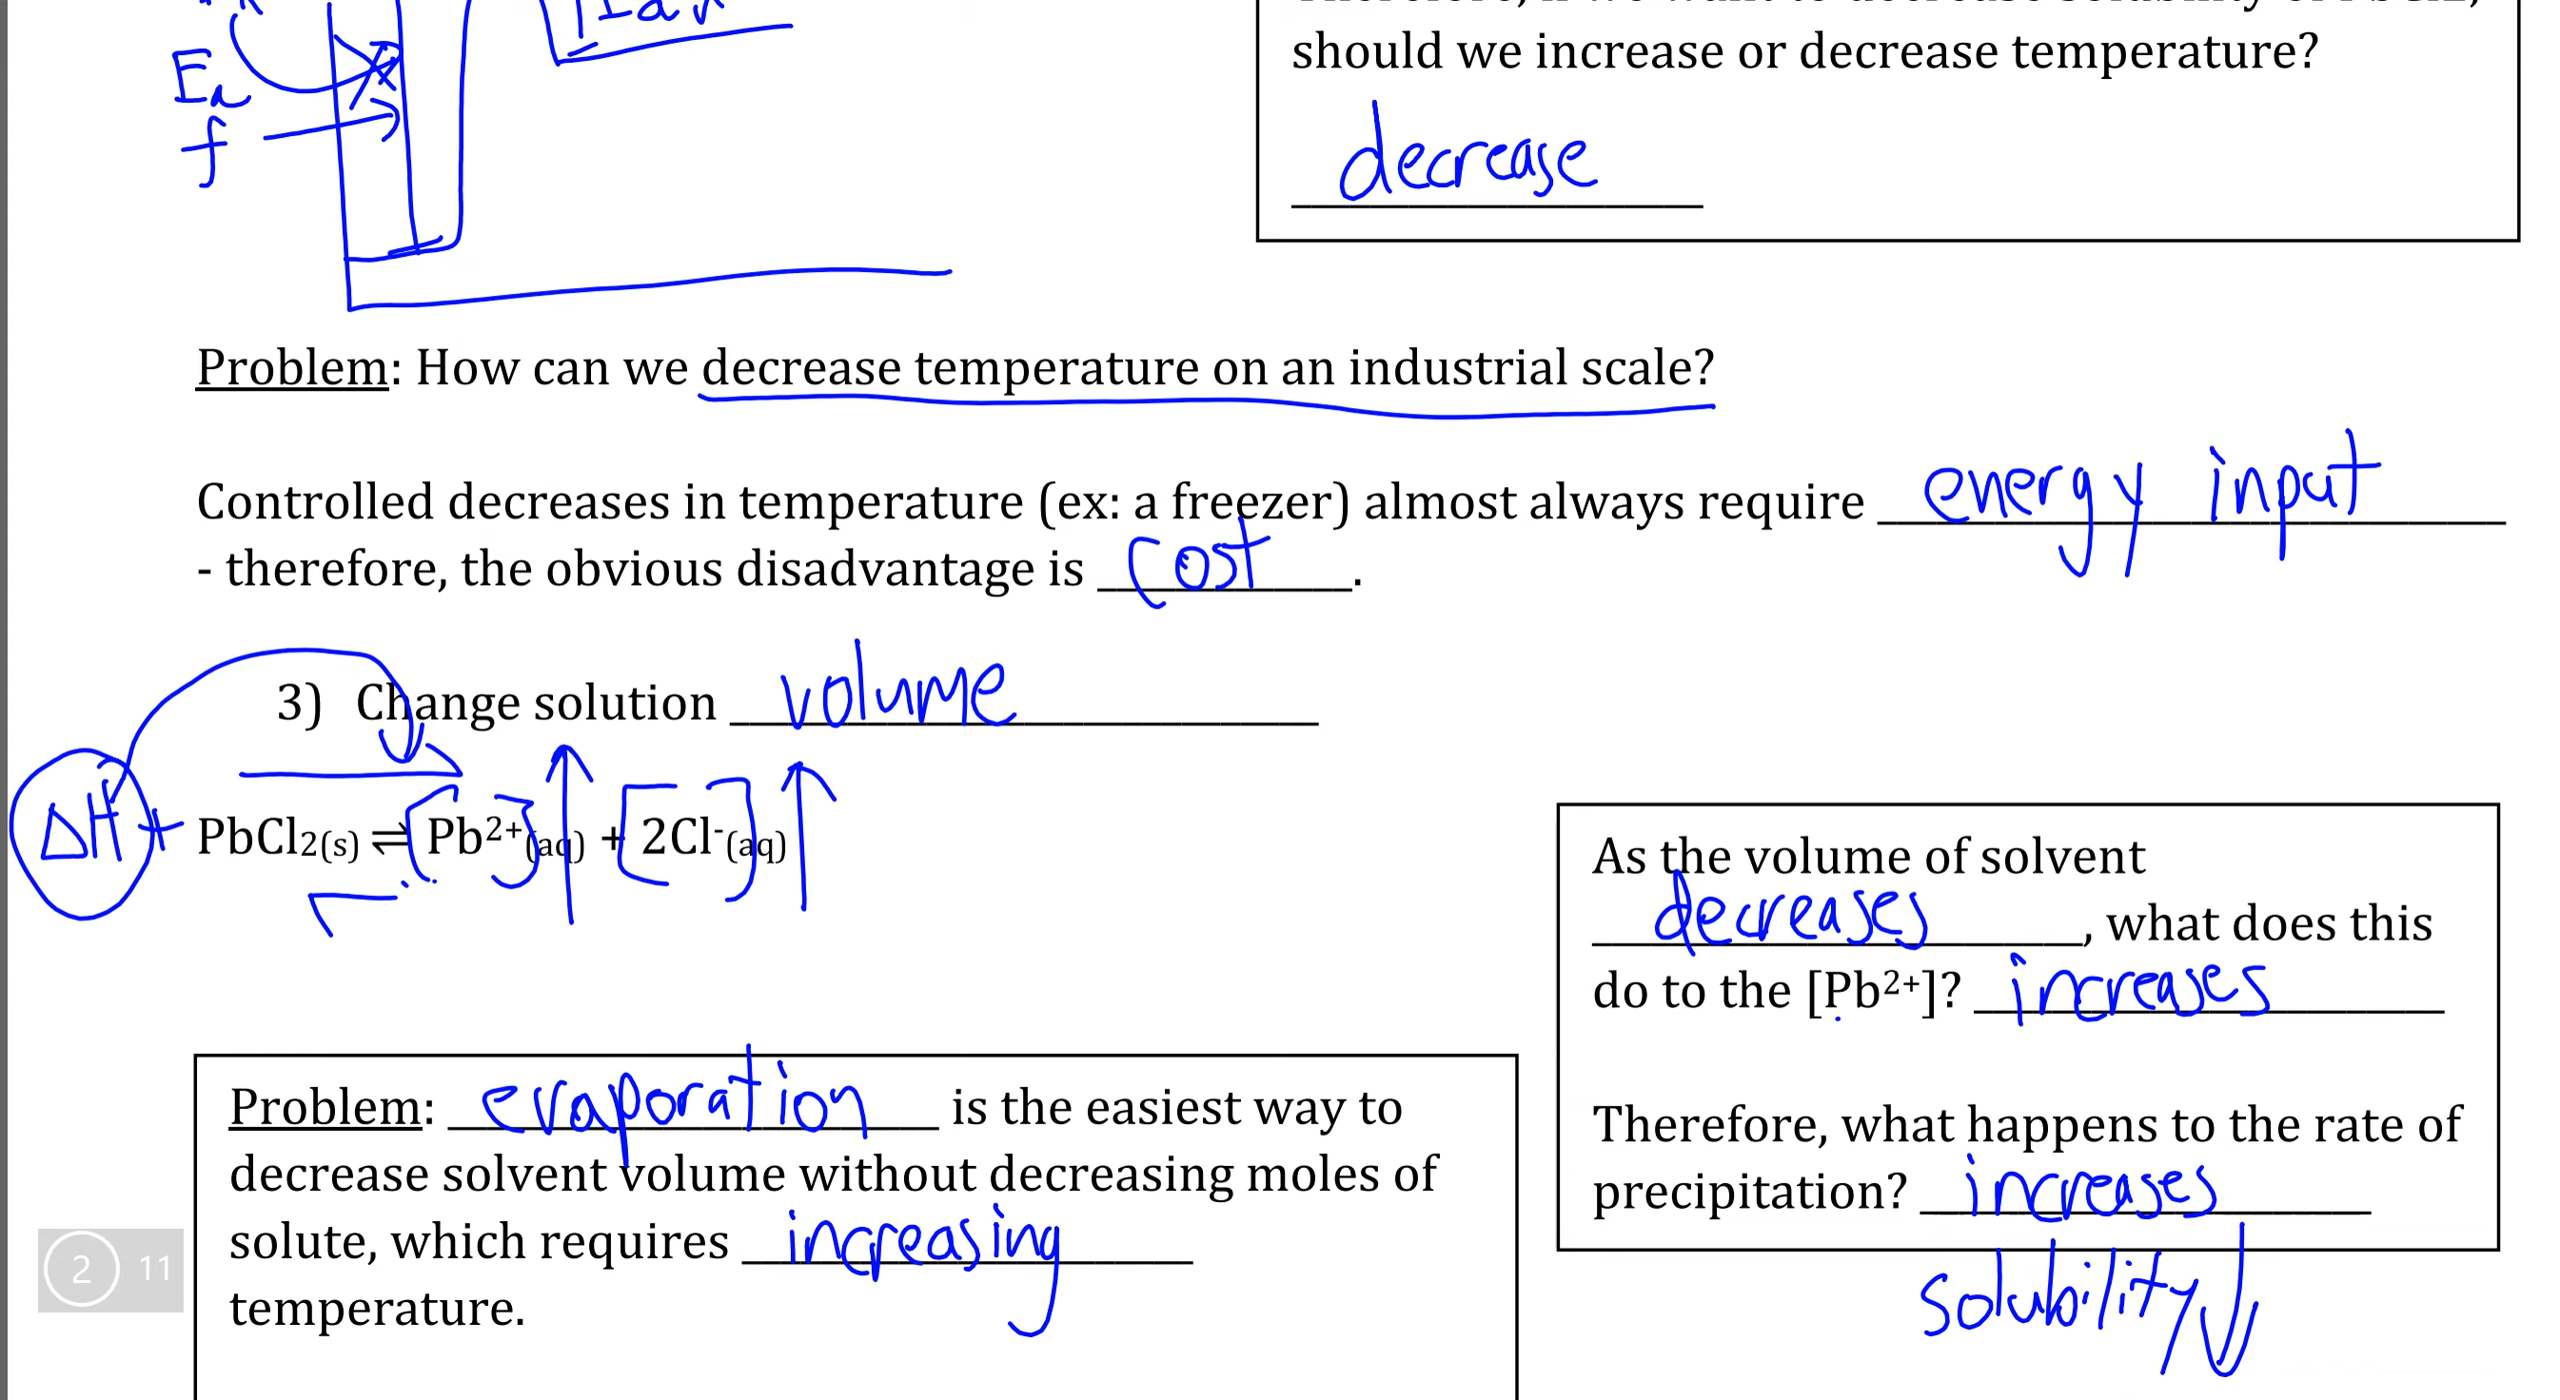 Ea
f
should we increase or decrease temperature?
decrease
Problem: How can we decrease temperature on an industrial scale?
Controlled decreases in temperature (ex: a freezer) almost always require energy input
- therefore, the obvious disadvantage is cost.
3) Change solution volume
ΔH + PbCl2(s) ⇌ [Pb2+](aq) + [2Cl-](aq)
As the volume of solvent
decreases, what does this
do to the [Pb2+]? increases
Therefore, what happens to the rate of
precipitation? increases
solubility ↓
Problem: evaporation is the easiest way to
decrease solvent volume without decreasing moles of
solute, which requires increasing
temperature.
2 11